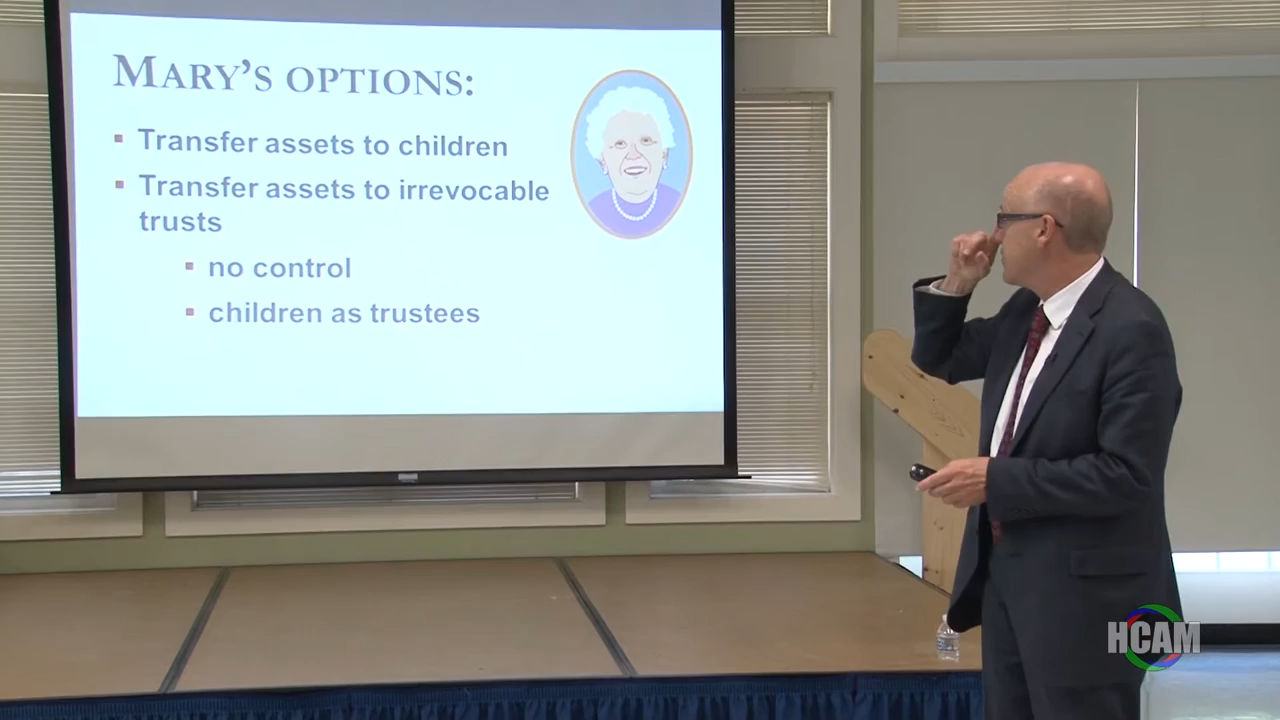 MARY'S OPTIONS:
Transfer assets to children
Transfer assets to irrevocable
trusts
no control
children as trustees
HCAM